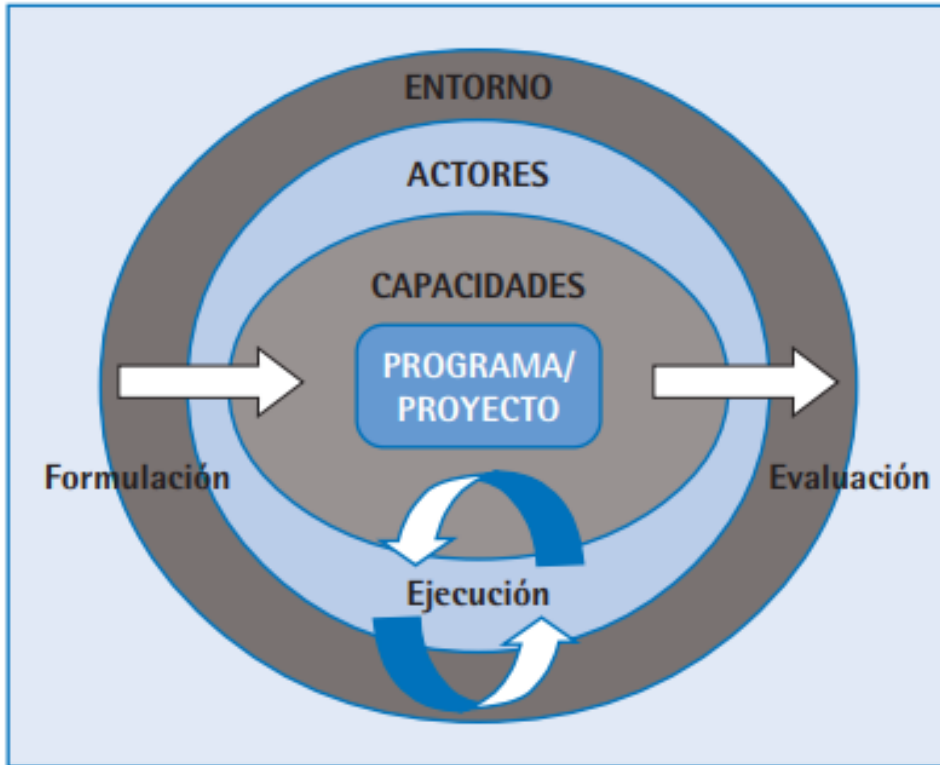 ENTORNO
ACTORES
CAPACIDADES
PROGRAMA/
PROYECTO
Formulación
Evaluación
Ejecución